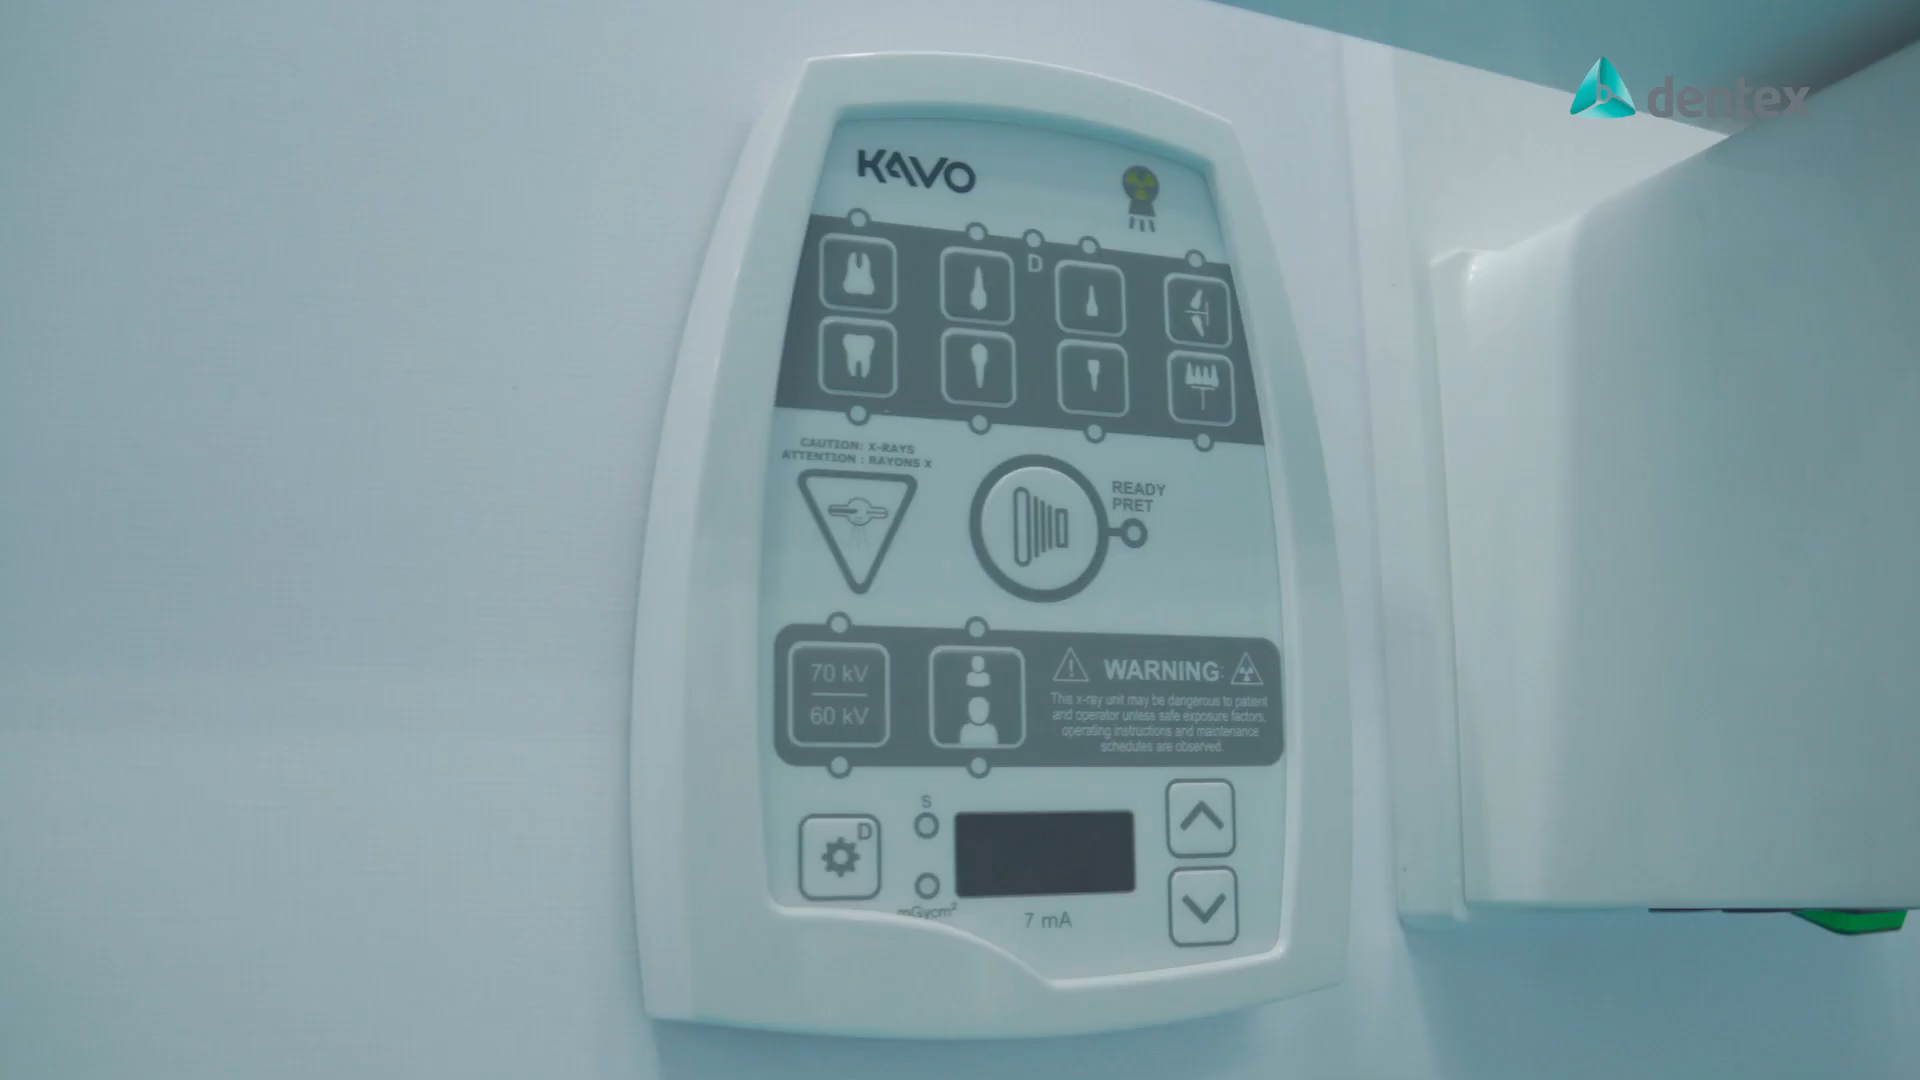 dentex
KAVO
D
CAUTION: X-RAYS
ATTENTION : RAYONS X
READY
PRET
70 kV
60 kV
WARNING:
This x-ray unit may be dangerous to patient
and operator unless safe exposure factors,
operating instructions and maintenance
schedules are observed.
S
D
mGycm²
7 mA